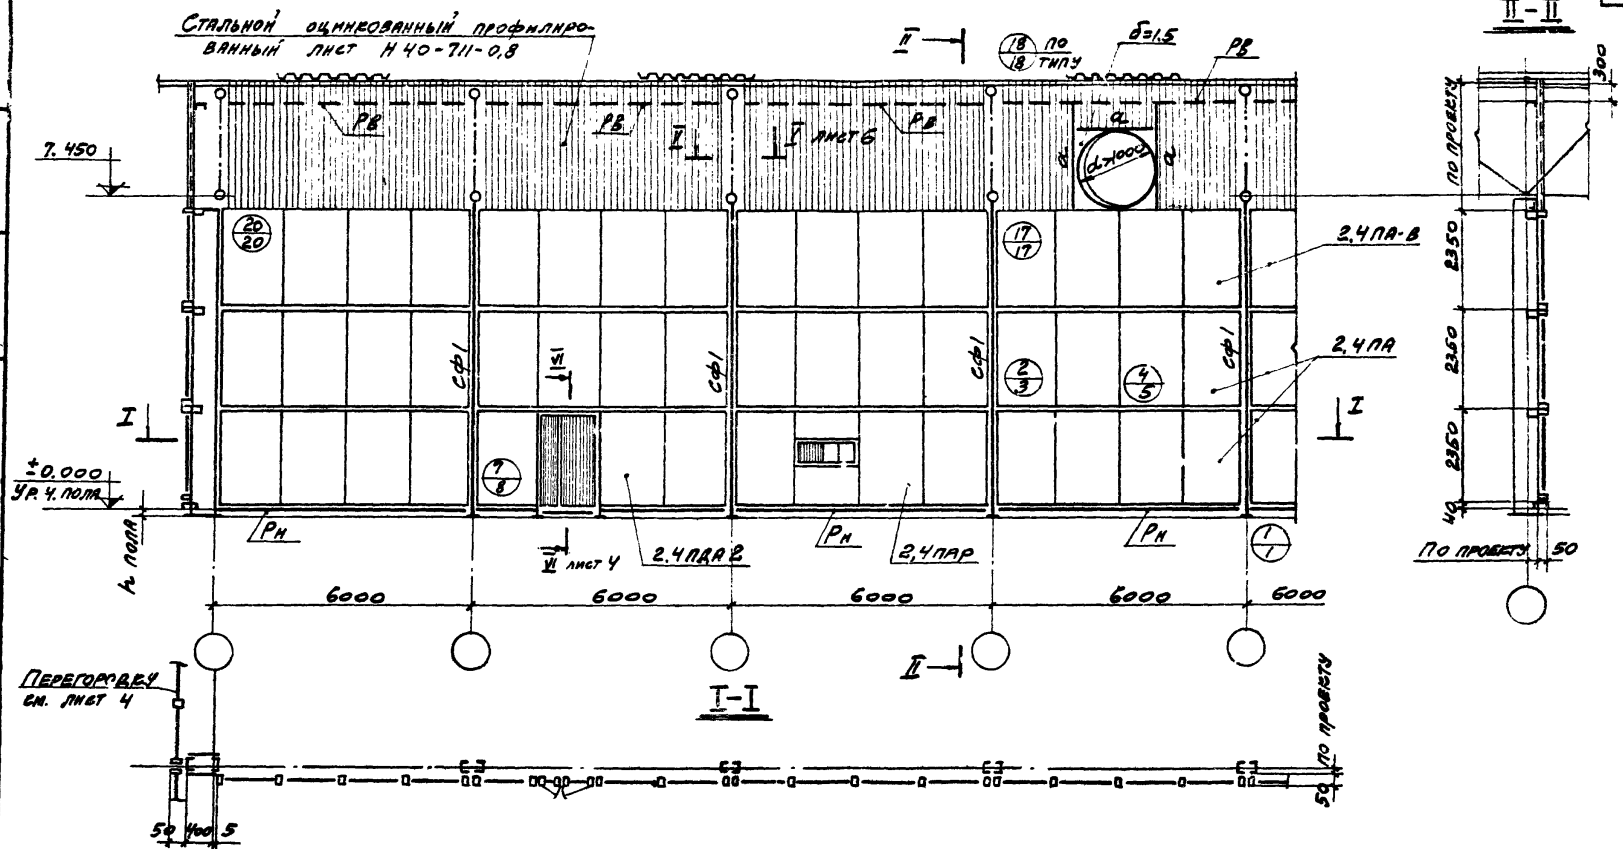 Стальной оцинкованный профилиро-
ванный лист Н 40-711-0,8
II
18
18
по
типу
δ=1.5
РВ
II-II
300
РВ
РВ
РВ
II
I лист 6
а
а
а
d>1000
по проекту
7.450
20
20
17
17
2,4ПА-В
2350
СФ1
СФ1
СФ1
СФ1
VI
2
3
4
5
2,4ПА
2350
I
I
±0.000
Ур. ч. пола
7
8
2350
40
h пола
Рн
Рн
Рн
1
1
VI лист 4
2.4ПДА2
2,4ПАР
По проекту
50
6000
6000
6000
6000
6000
II
Перегородку
см. лист 4
I-I
по проекту
50
50
400
5